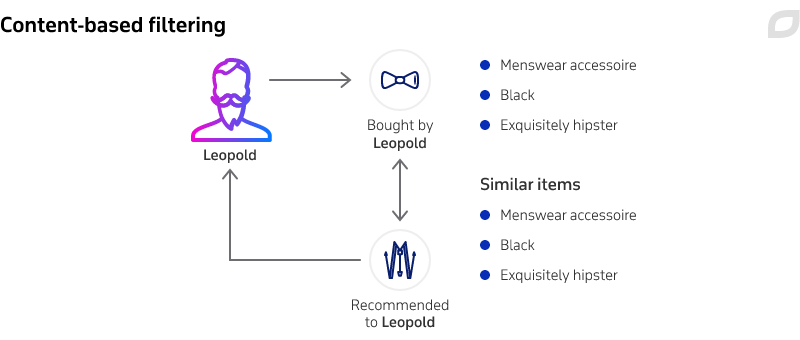 Content-based filtering
Menswear accessoire
Black
Exquisitely hipster
Leopold
Bought by
Leopold
Similar items
Menswear accessoire
Black
Exquisitely hipster
Recommended
to Leopold